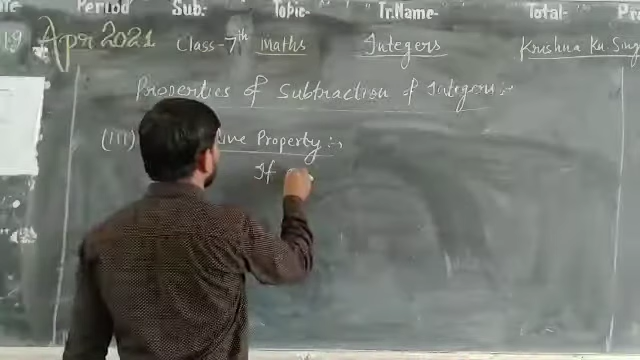 Period Sub: Topic- Tr.Name- Total-
19 Apr 2021 Class-7th Maths Integers Krishna Ku. Sing
Properties of Subtraction of Integers:-
(III) Property:-
If